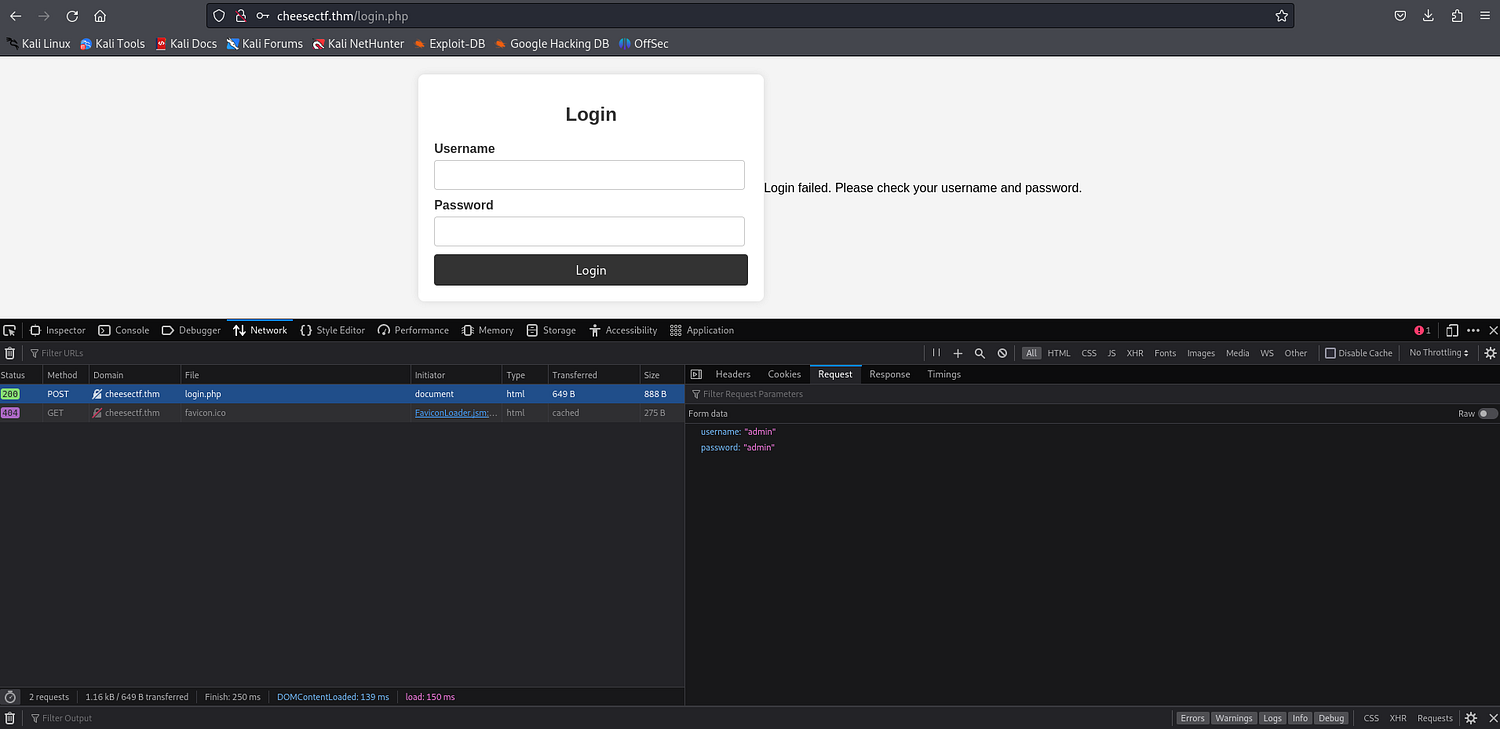 cheesectf.thm/login.php
Kali Linux Kali Tools Kali Docs Kali Forums Kali NetHunter Exploit-DB Google Hacking DB OffSec
Login
Username
Login failed. Please check your username and password.
Password
Login
Inspector Console Debugger Network Style Editor Performance Memory Storage Accessibility Application 1
Filter URLs All HTML CSS JS XHR Fonts Images Media WS Other Disable Cache No Throttling
Status Method Domain File Initiator Type Transferred Size Headers Cookies Request Response Timings
200 POST cheesectf.thm login.php document html 649 B 888 B Filter Request Parameters
404 GET cheesectf.thm favicon.ico FaviconLoader.jsm:... html cached 275 B Form data Raw
username: "admin"
password: "admin"
2 requests 1.16 kB / 649 B transferred Finish: 250 ms DOMContentLoaded: 139 ms load: 150 ms
Filter Output Errors Warnings Logs Info Debug CSS XHR Requests